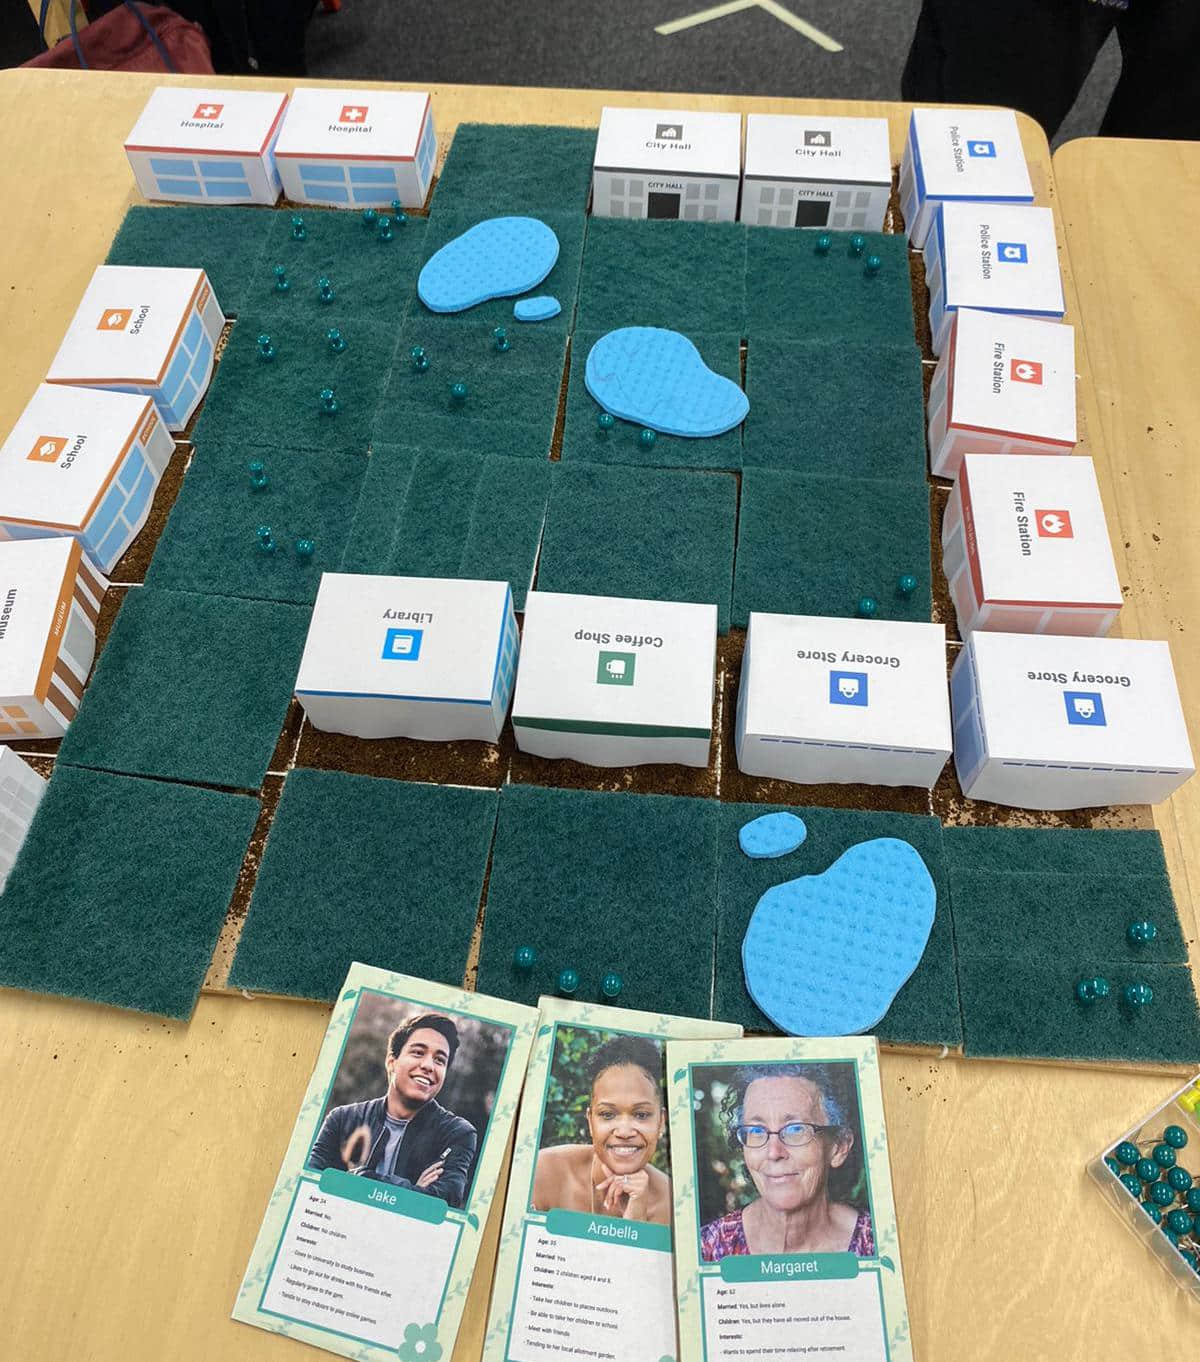 Hospital
Hospital
City Hall
CITY HALL
City Hall
CITY HALL
Police Station
Police Station
School
SCHOOL
Fire Station
School
SCHOOL
Fire Station
Museum
MUSEUM
Library
Coffee Shop
Grocery Store
Grocery Store
Jake
Age: 24
Married: No.
Children: No children.
Interests:
- Goes to University to study business.
- Likes to go out for drinks with his friends after.
- Regularly goes to the gym.
- Tends to stay indoors to play online games.
Arabella
Age: 35
Married: Yes
Children: 2 children aged 6 and 8.
Interests:
- Take her children to places outdoors.
- Be able to take her children to school.
- Meet with friends
- Tending to her local allotment garden.
Margaret
Age: 62
Married: Yes, but lives alone.
Children: Yes, but they have all moved out of the house.
Interests:
- Wants to spend their time relaxing after retirement.